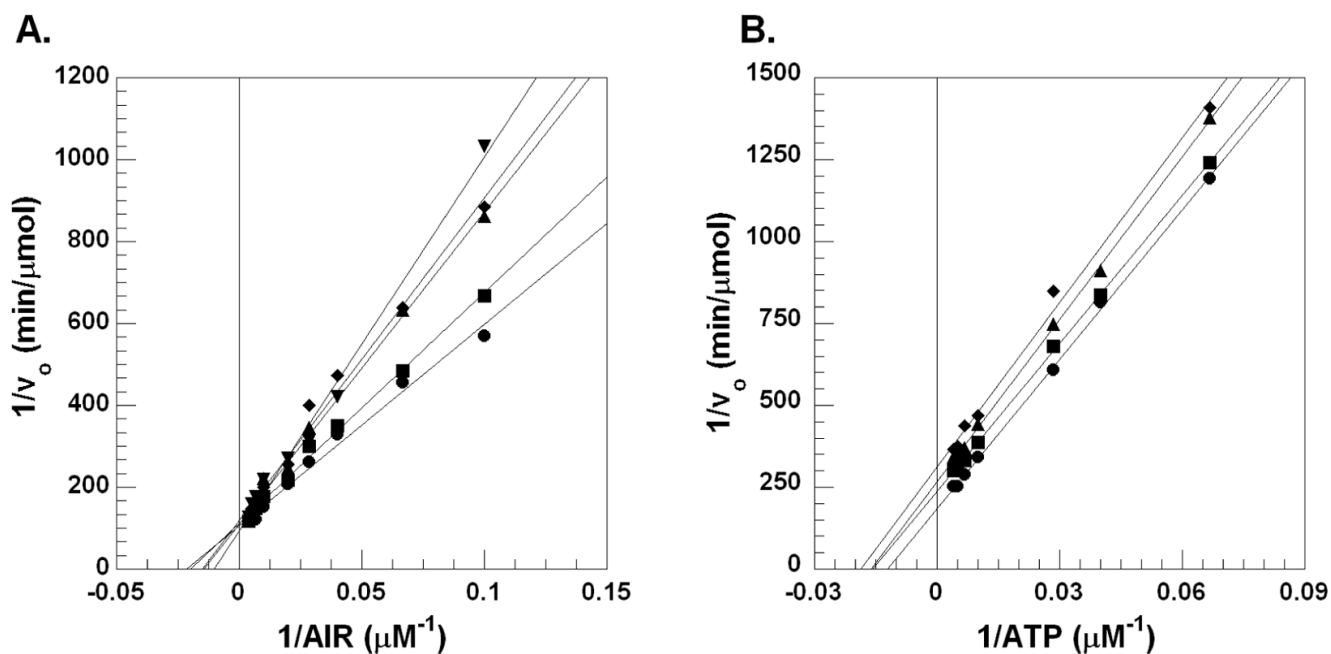 A.
1200
1000
800
600
400
200
0
-0.05 0 0.05 0.1 0.15
1/v_o (min/μmol)
1/AIR (μM⁻¹)
B.
1500
1250
1000
750
500
250
0
-0.03 0 0.03 0.06 0.09
1/v_o (min/μmol)
1/ATP (μM⁻¹)